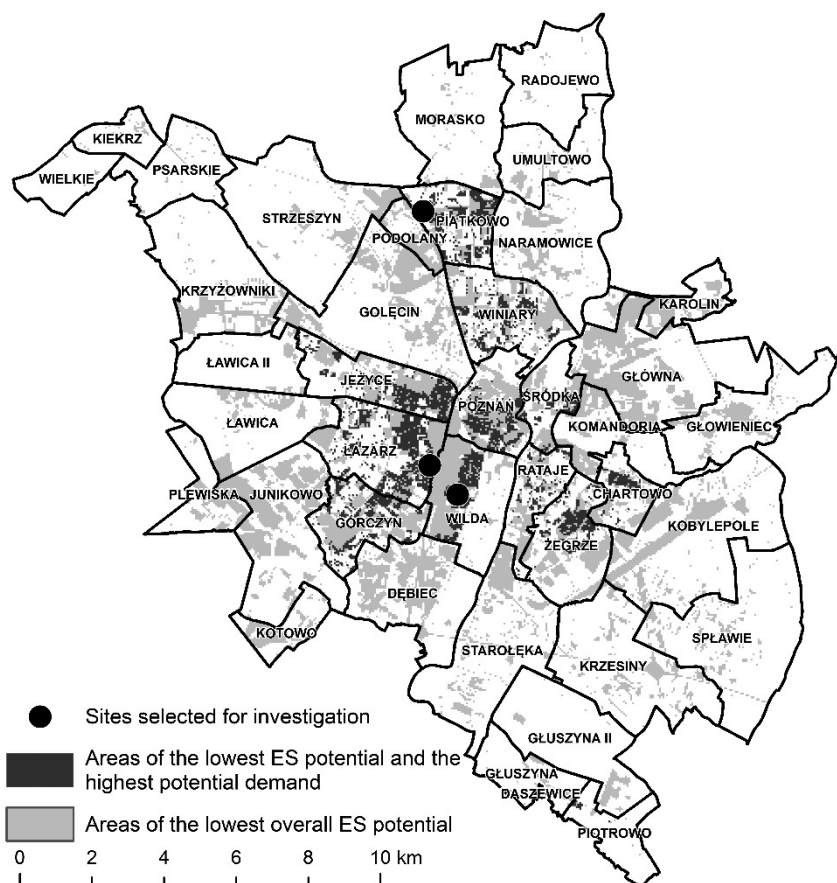 RADOJEWO
MORASKO
KIEKRZ
UMULTOWO
PSARSKIE
WIELKIE
STRZESZYN
PIĄTKOWO
PODOLANY
NARAMOWICE
KRZYŻOWNIKI
KAROLIN
GOLĘCIN
WINIARY
ŁAWICA II
GŁÓWNA
JEŻYCE
ŚRÓDKA
POZNAŃ
ŁAWICA
KOMANDORIA
GŁOWIENIEC
ŁAZARZ
RATAJE
PLEWISKA
JUNIKOWO
CHARTOWO
GÓRCZYN
WILDA
KOBYLEPOLE
ŻEGRZE
DĘBIEC
KOTOWO
SPŁAWIE
STAROŁĘKA
KRZESINY
GŁUSZYNA II
GŁUSZYNA
DASZEWICE
PIOTROWO
Sites selected for investigation
Areas of the lowest ES potential and the
highest potential demand
Areas of the lowest overall ES potential
0 2 4 6 8 10 km